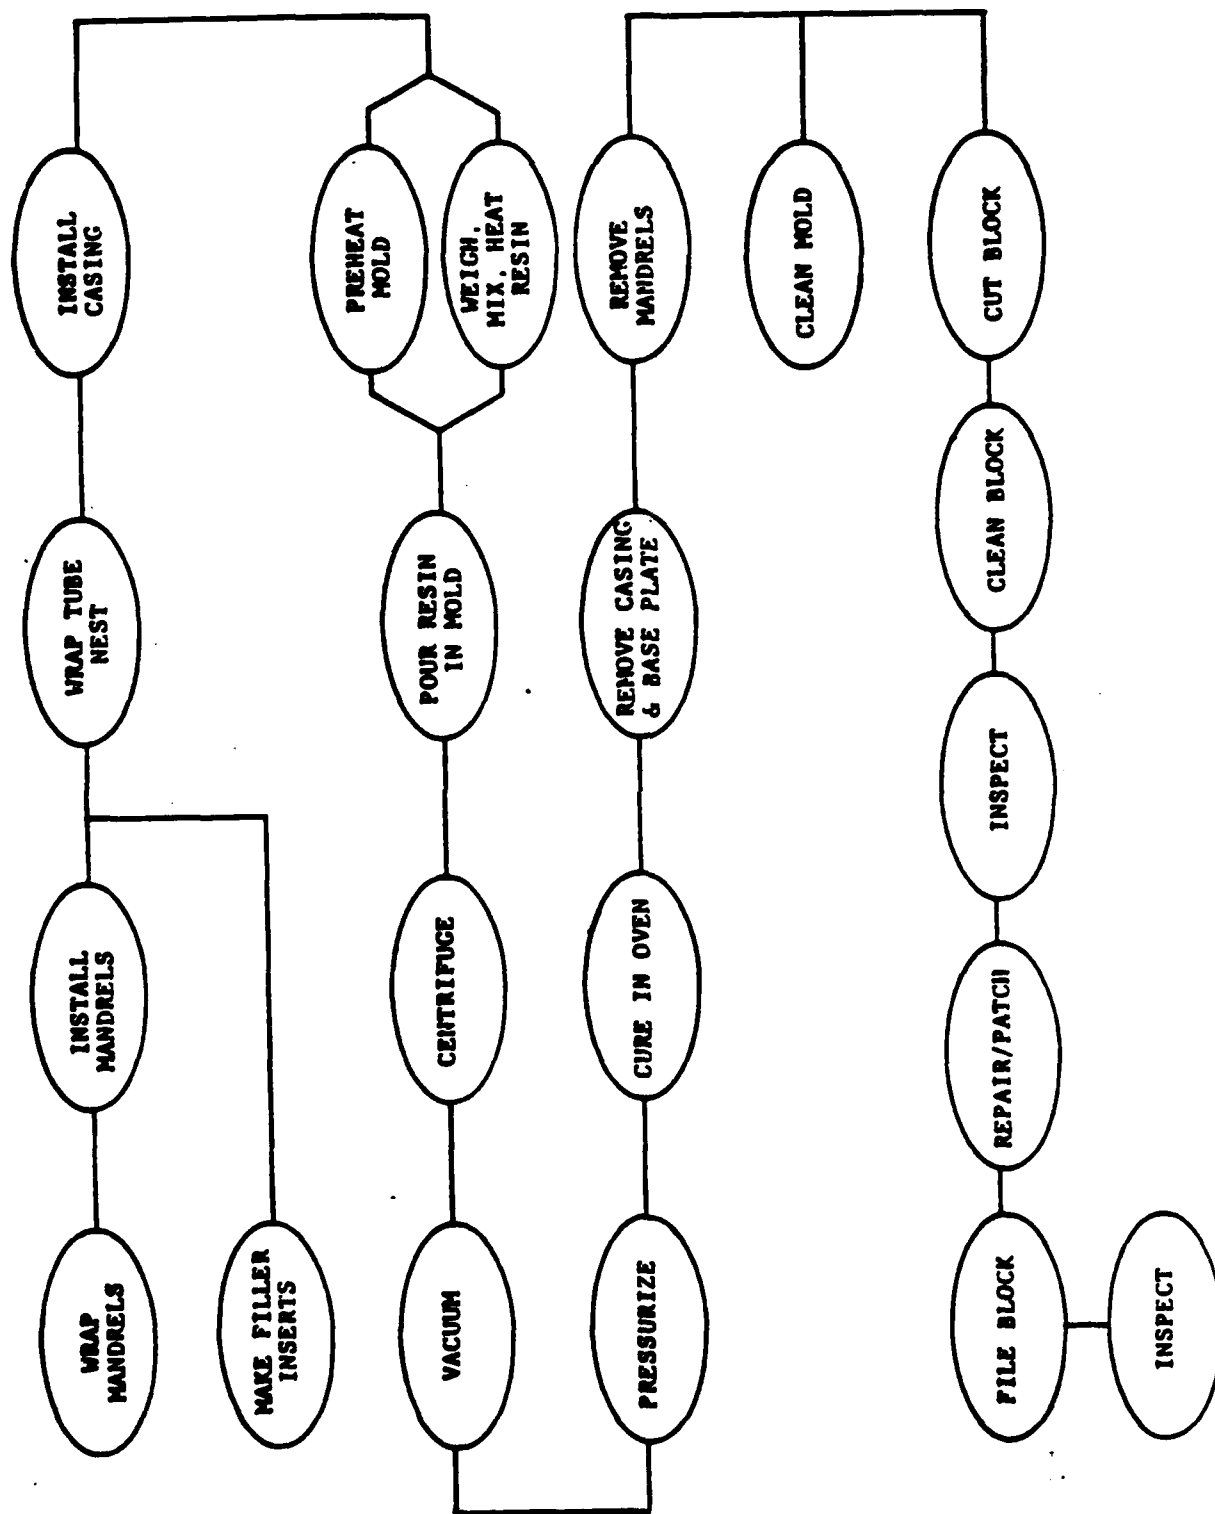 WRAP
MANDRELS
INSTALL
MANDRELS
WRAP TUBE
NEST
INSTALL
CASING
MAKE FILLER
INSERTS
VACUUM
CENTRIFUGE
POUR RESIN
IN MOLD
PREHEAT
MOLD
WEIGH,
MIX, HEAT
RESIN
PRESSURIZE
CURE IN OVEN
REMOVE CASING
& BASE PLATE
REMOVE
MANDRELS
CLEAN MOLD
FILE BLOCK
REPAIR/PATCH
INSPECT
CLEAN BLOCK
CUT BLOCK
INSPECT